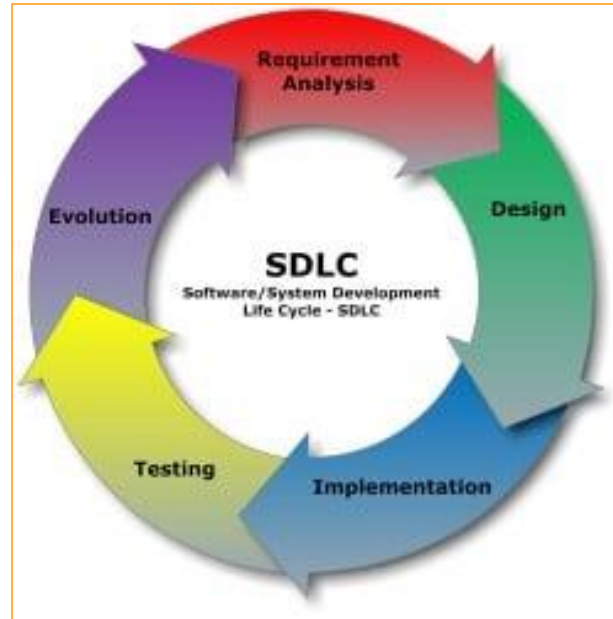 Requirement
Analysis
Design
Implementation
Testing
Evolution
SDLC
Software/System Development
Life Cycle - SDLC